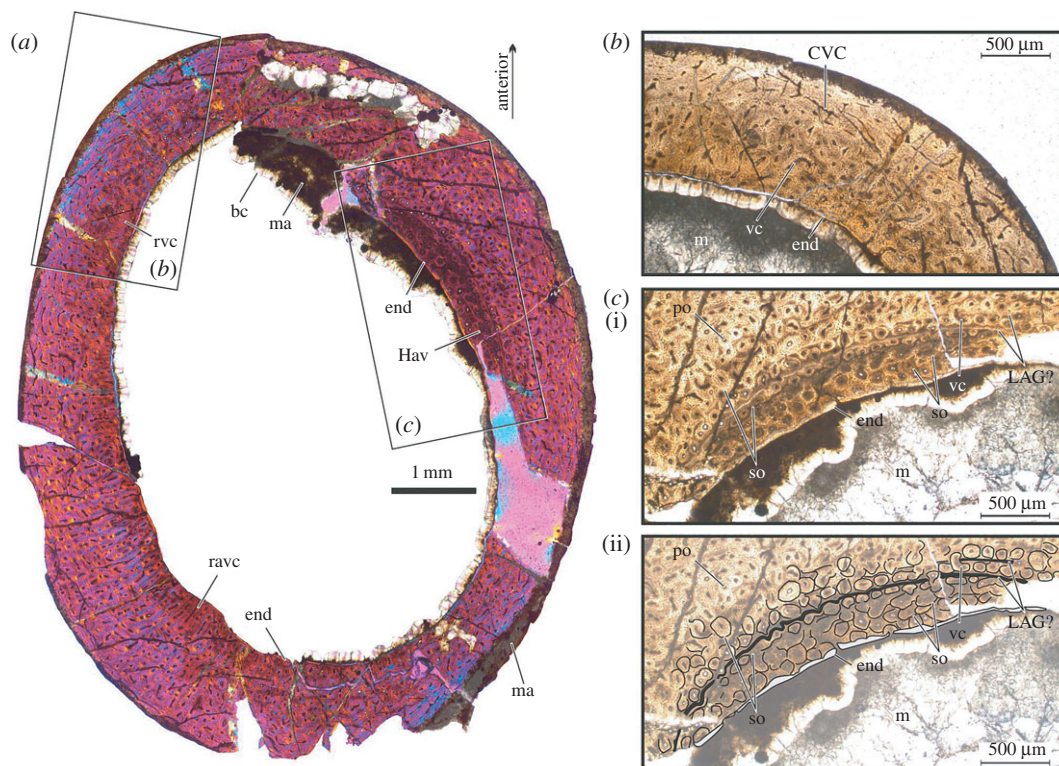 (a)
anterior
bc
ma
rvc
(b)
end
Hav
(c)
1 mm
ravc
end
ma
(b)
CVC
500 µm
m
vc
end
(c)
(i)
po
so
end
so
vc
LAG?
m
500 µm
(ii)
po
so
end
so
vc
LAG?
m
500 µm